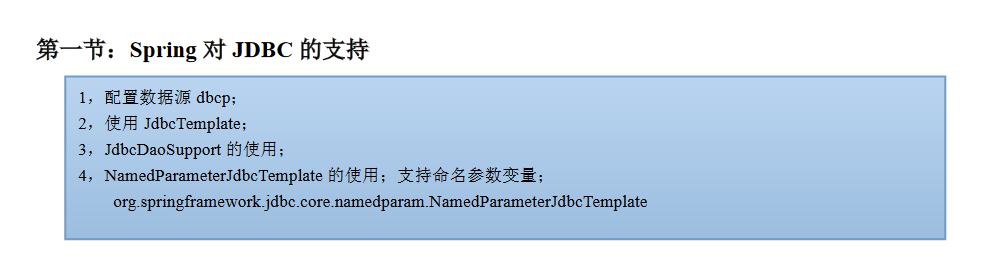 第一节：Spring 对 JDBC 的支持
1，配置数据源 dbcp；
2，使用 JdbcTemplate；
3，JdbcDaoSupport 的使用；
4，NamedParameterJdbcTemplate 的使用；支持命名参数变量；
org.springframework.jdbc.core.namedparam.NamedParameterJdbcTemplate